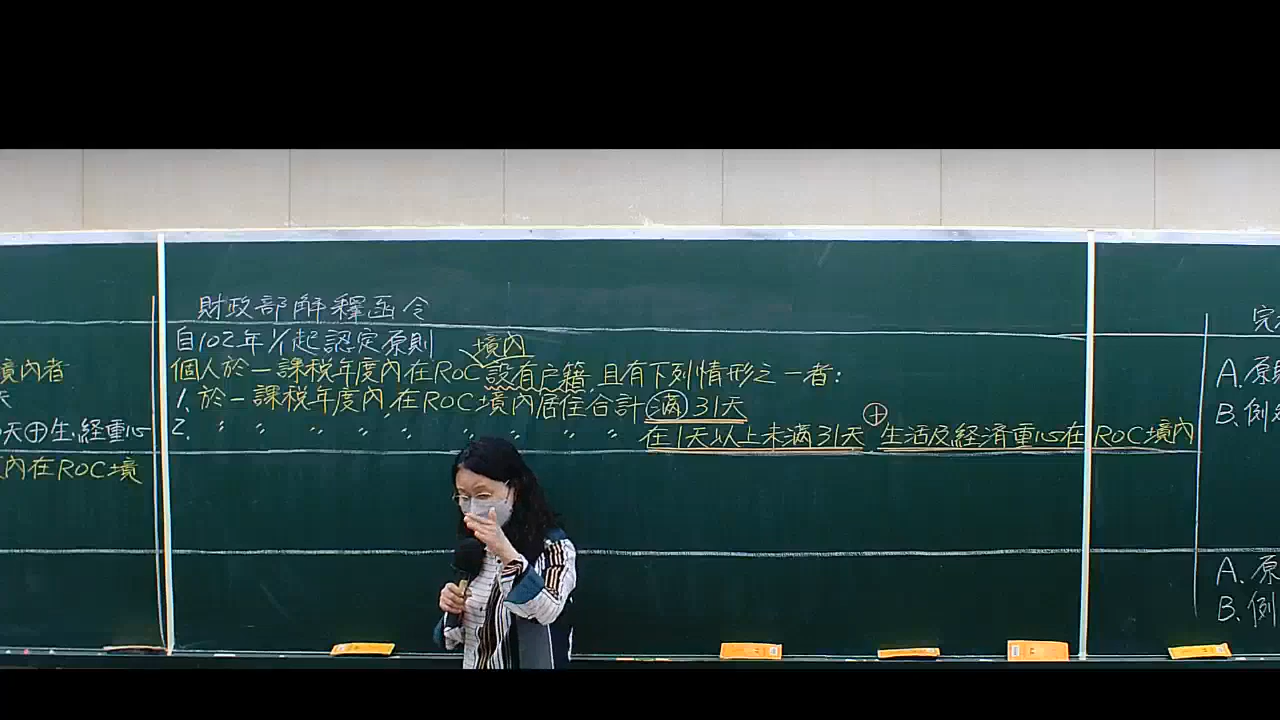 財政部解釋函令
自102年1/1起認定原則
境內
個人於一課稅年度內在ROC設有户籍,且有下列情形之一者:
1.於一課稅年度內,在ROC境內居住合計滿31天
2. 〃 〃 〃 〃 〃 〃 〃 〃 〃 在1天以上未滿31天⊕生活及經濟重心在ROC境內
境內者
天
天⊕生.經重心
內在ROC境
完
A.原則
B.例外
A.原
B.例